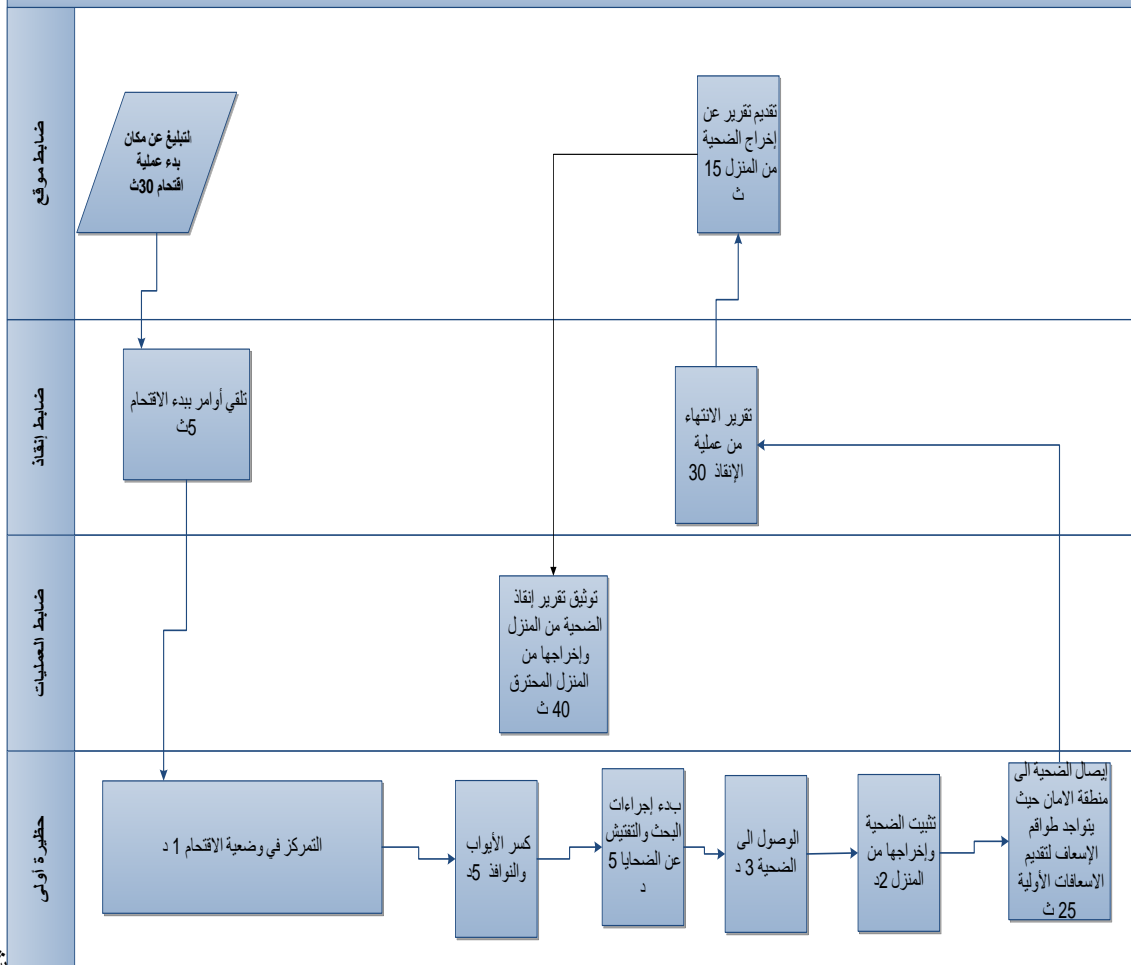 ضابط موقع
لتبليغ عن مكان
بدء عملية
اقتحام 30ث
تقديم تقرير عن
إخراج الضحية
من المنزل 15
ث
ضابط إنقاذ
تلقي أوامر ببدء الاقتحام
5ث
تقرير الانتهاء
من عملية
الإنقاذ 30
ضابط العمليات
توثيق تقرير إنقاذ
الضحية من المنزل
وإخراجها من
المنزل المحترق
40 ث
حظيرة أولى
التمركز في وضعية الاقتحام 1 د
كسر الأبواب
والنوافذ 5د
بدء إجراءات
البحث والتفتيش
عن الضحايا 5
د
الوصول الى
الضحية 3 د
تثبيت الضحية
وإخراجها من
المنزل 2د
إيصال الضحية الى
منطقة الامان حيث
يتواجد طواقم
الإسعاف لتقديم
الاسعافات الأولية
25 ث